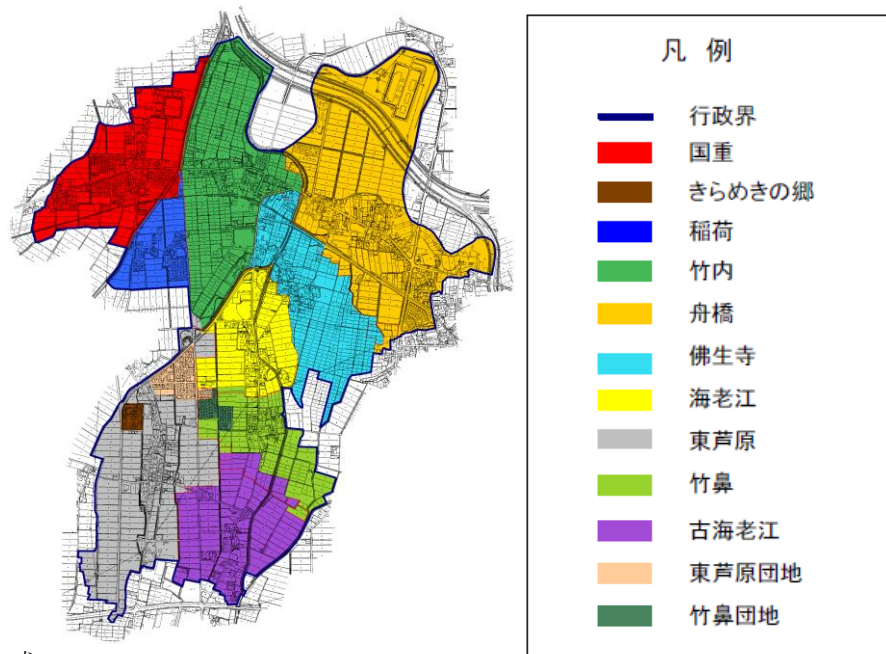 凡 例
行政界
国重
きらめきの郷
稲荷
竹内
舟橋
佛生寺
海老江
東芦原
竹鼻
古海老江
東芦原団地
竹鼻団地